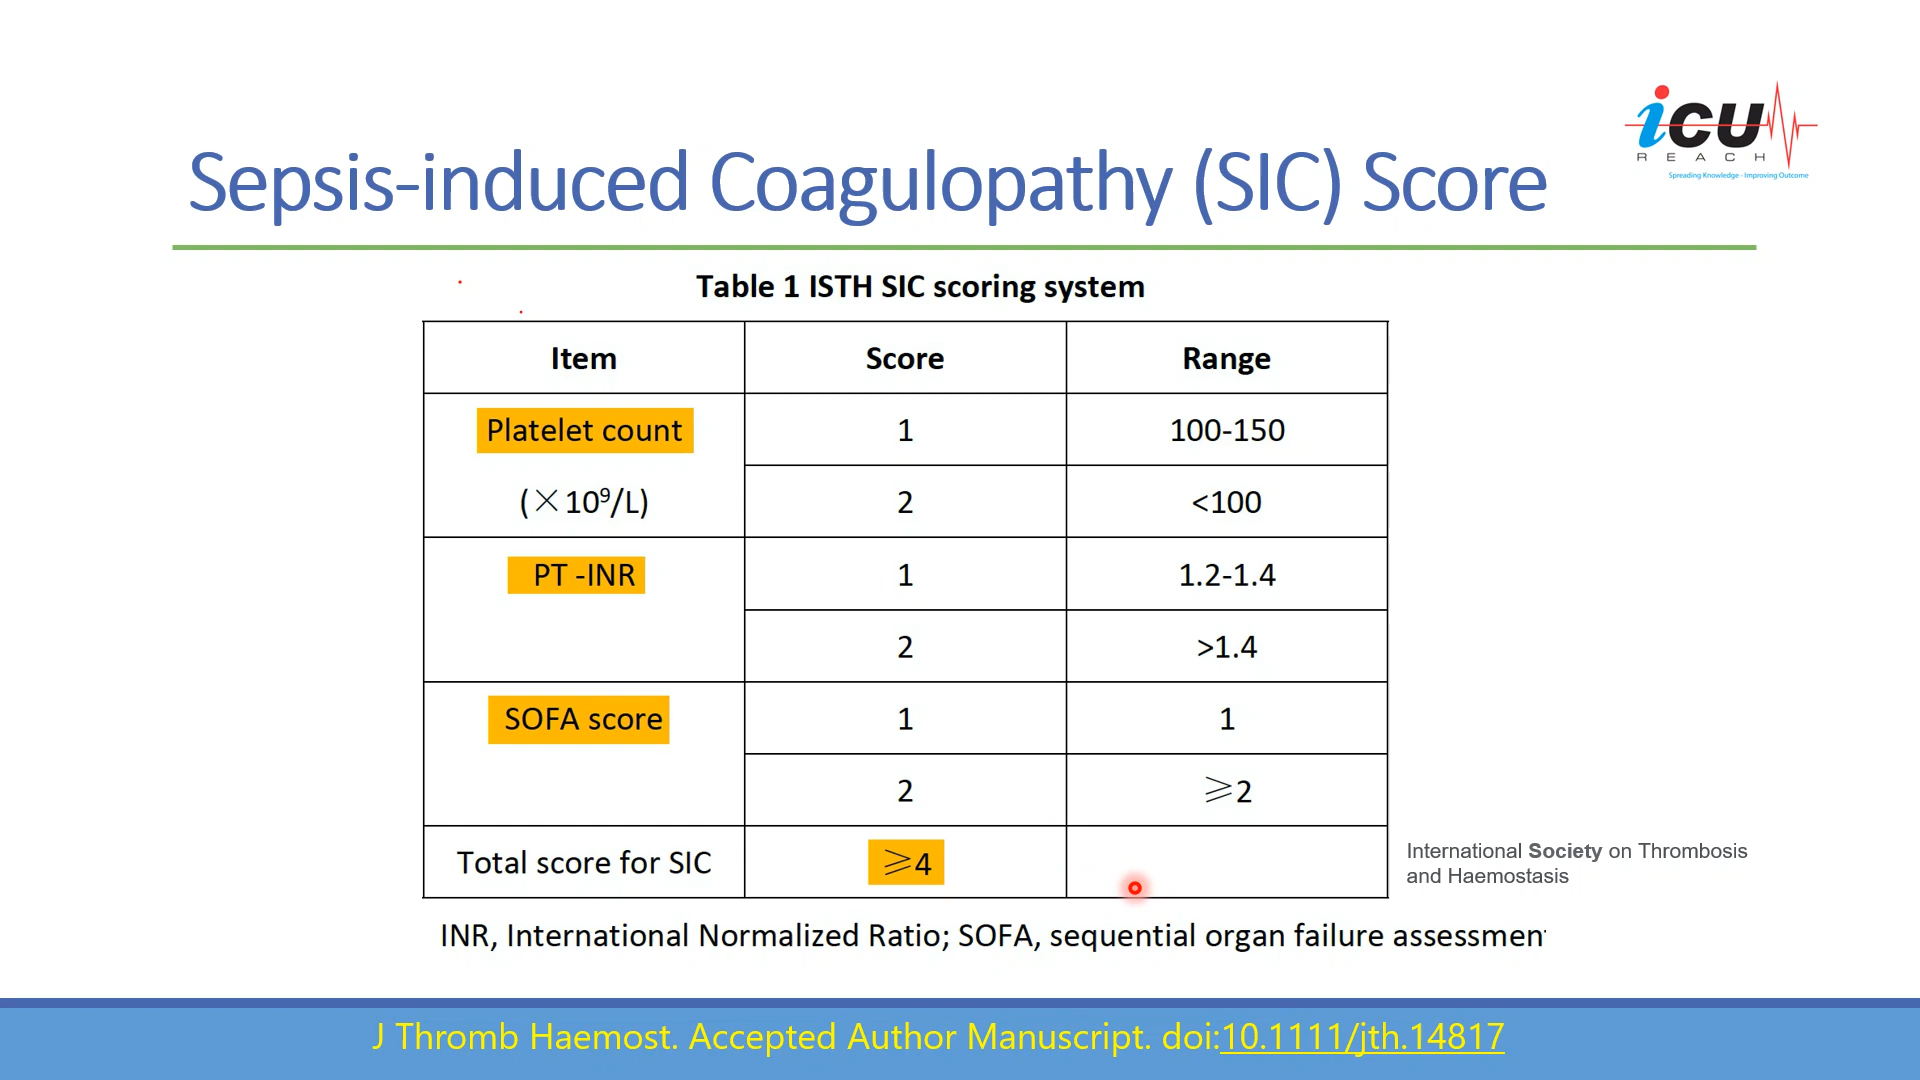 icu
REACH
Spreading Knowledge - Improving Outcome
Sepsis-induced Coagulopathy (SIC) Score
Table 1 ISTH SIC scoring system
Item Score Range
Platelet count 1 100-150
(×10⁹/L) 2 <100
PT -INR 1 1.2-1.4
2 >1.4
SOFA score 1 1
2 ⩾2
Total score for SIC ⩾4
International Society on Thrombosis
and Haemostasis
INR, International Normalized Ratio; SOFA, sequential organ failure assessmen
J Thromb Haemost. Accepted Author Manuscript. doi:10.1111/jth.14817